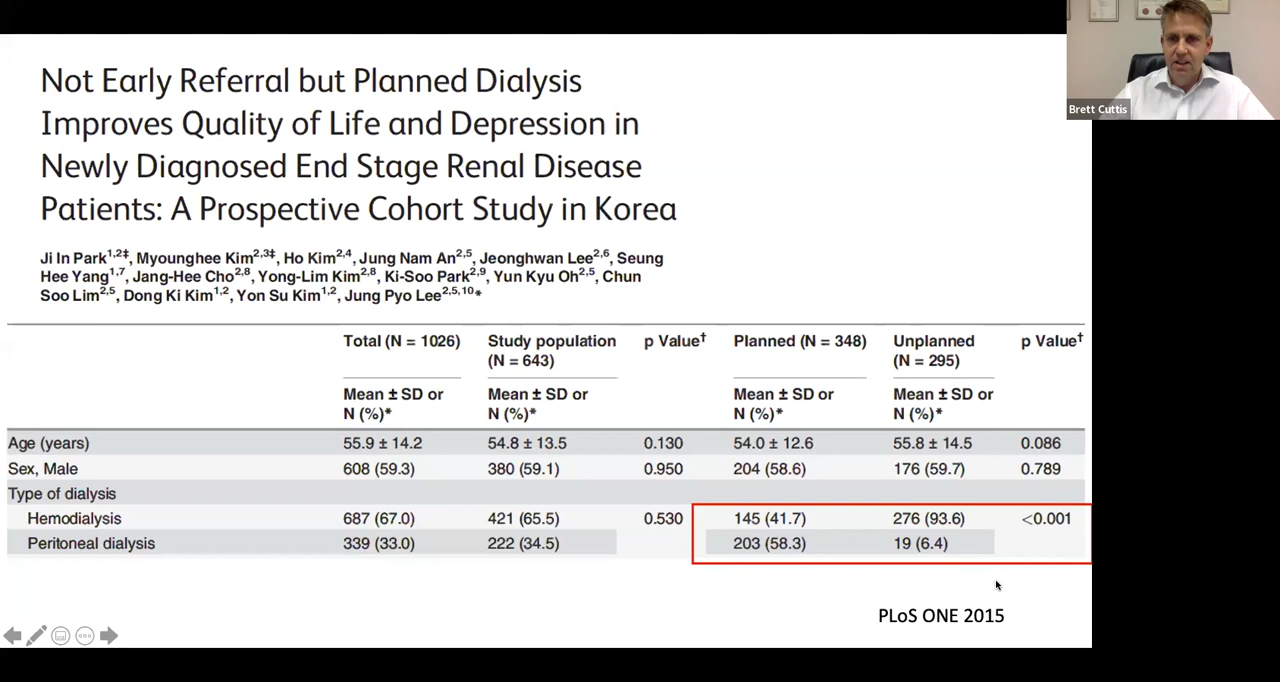 Not Early Referral but Planned Dialysis
Improves Quality of Life and Depression in
Newly Diagnosed End Stage Renal Disease
Patients: A Prospective Cohort Study in Korea
Ji In Park1,2‡, Myounghee Kim2,3‡, Ho Kim2,4, Jung Nam An2,5, Jeonghwan Lee2,6, Seung
Hee Yang1,7, Jang-Hee Cho2,8, Yong-Lim Kim2,8, Ki-Soo Park2,9, Yun Kyu Oh2,5, Chun
Soo Lim2,5, Dong Ki Kim1,2, Yon Su Kim1,2, Jung Pyo Lee2,5,10*
Brett Cuttis
Total (N = 1026) Study population p Value† Planned (N = 348) Unplanned p Value†
(N = 643) (N = 295)
Mean ± SD or Mean ± SD or Mean ± SD or Mean ± SD or
N (%)* N (%)* N (%)* N (%)*
Age (years) 55.9 ± 14.2 54.8 ± 13.5 0.130 54.0 ± 12.6 55.8 ± 14.5 0.086
Sex, Male 608 (59.3) 380 (59.1) 0.950 204 (58.6) 176 (59.7) 0.789
Type of dialysis
Hemodialysis 687 (67.0) 421 (65.5) 0.530 145 (41.7) 276 (93.6) <0.001
Peritoneal dialysis 339 (33.0) 222 (34.5) 203 (58.3) 19 (6.4)
PLoS ONE 2015